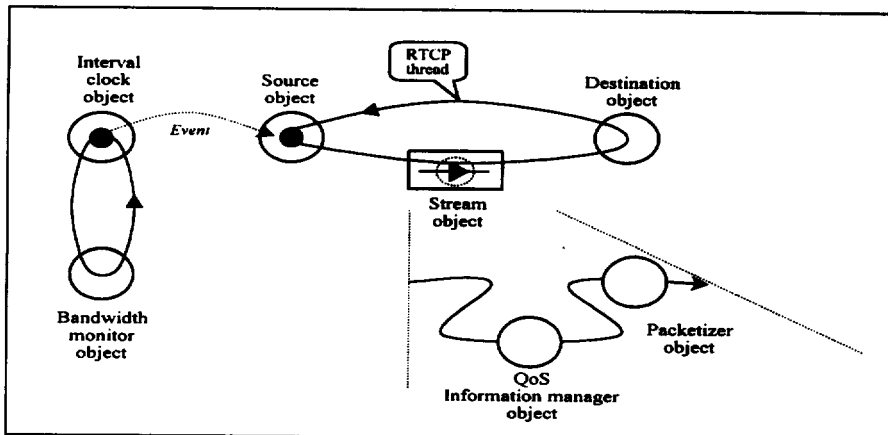 Interval
clock
object
Source
object
RTCP
thread
Destination
object
Event
Stream
object
Bandwidth
monitor
object
Packetizer
object
QoS
Information manager
object